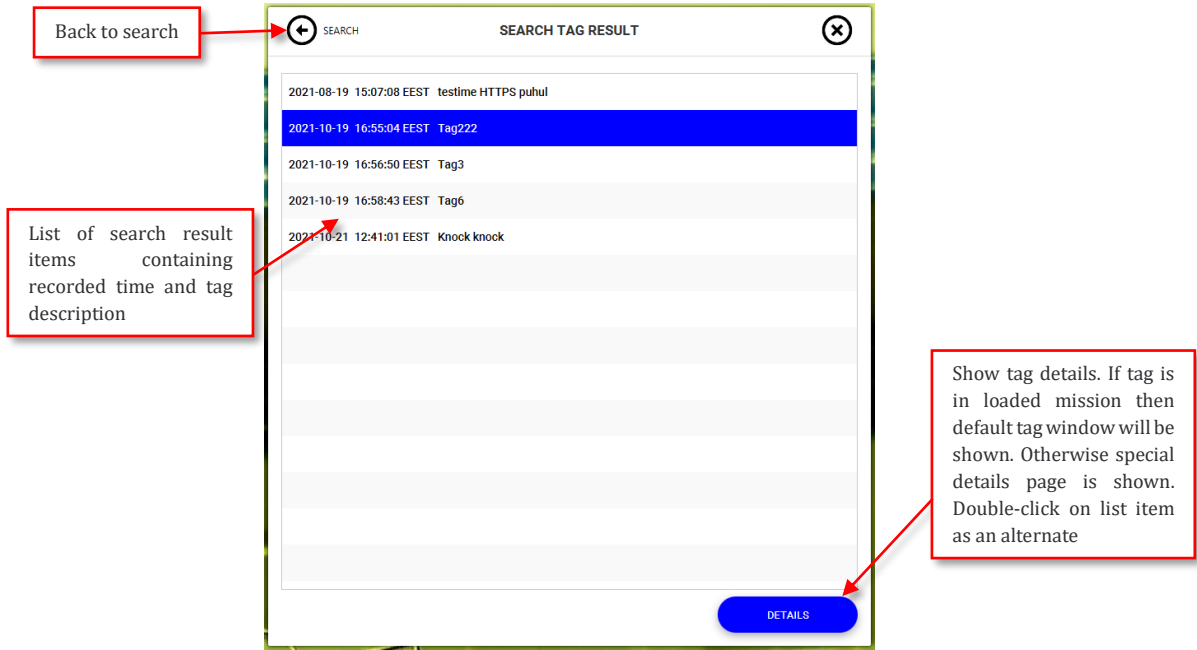 Back to search
SEARCH
SEARCH TAG RESULT
2021-08-19 15:07:08 EEST testime HTTPS puhul
2021-10-19 16:55:04 EEST Tag222
2021-10-19 16:56:50 EEST Tag3
2021-10-19 16:58:43 EEST Tag6
2021-10-21 12:41:01 EEST Knock knock
List of search result
items containing
recorded time and tag
description
Show tag details. If tag is
in loaded mission then
default tag window will be
shown. Otherwise special
details page is shown.
Double-click on list item
as an alternate
DETAILS